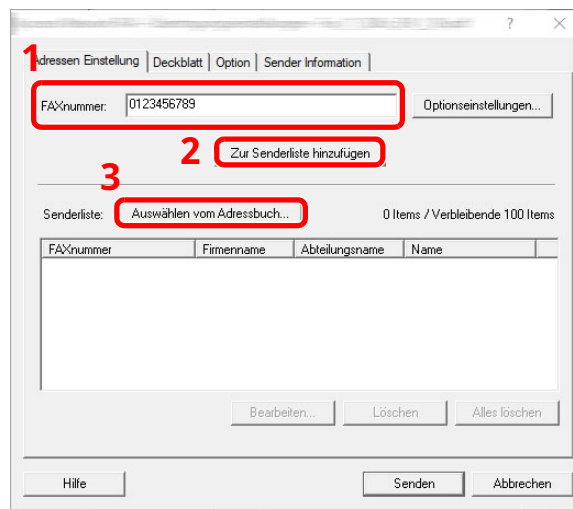 ?
1
Adressen Einstellung Deckblatt Option Sender Information
FAXnummer: 0123456789 Optionseinstellungen...
2 Zur Senderliste hinzufügen
3
Senderliste: Auswählen vom Adressbuch... 0 Items / Verbleibende 100 Items
FAXnummer Firmenname Abteilungsname Name
Bearbeiten... Löschen Alles löschen
Hilfe Senden Abbrechen